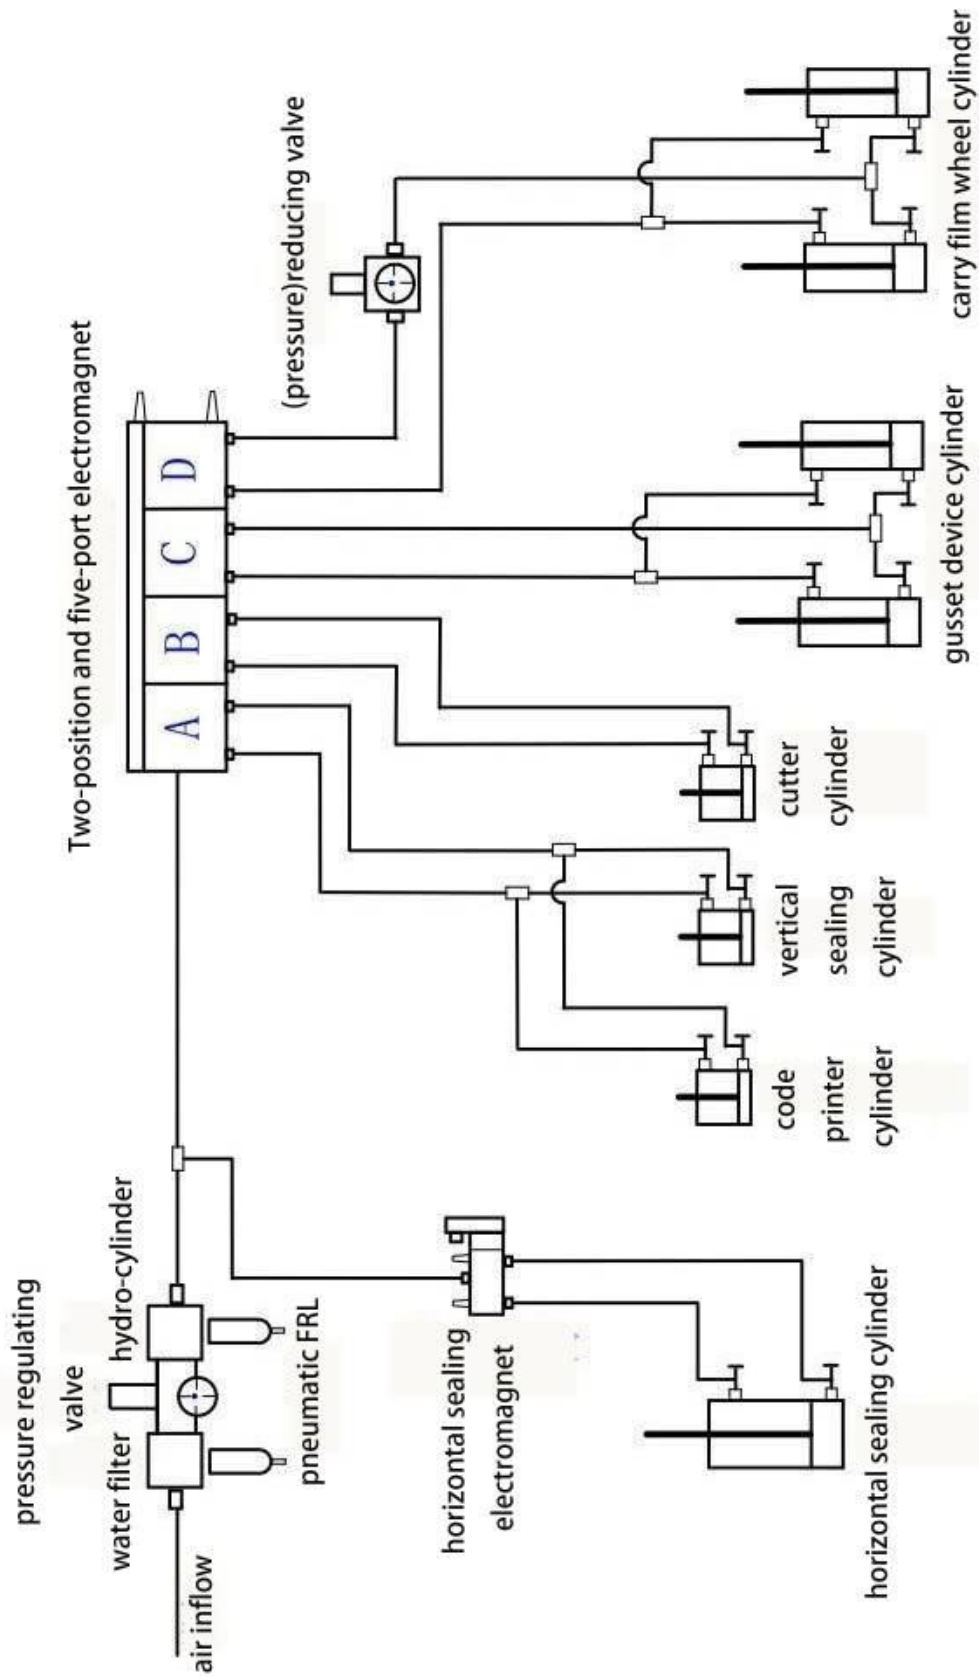 pressure regulating
valve
water filter
hydro-cylinder
air inflow
pneumatic FRL
Two-position and five-port electromagnet
A
B
C
D
(pressure)reducing valve
horizontal sealing
electromagnet
horizontal sealing cylinder
code
printer
cylinder
vertical
sealing
cylinder
cutter
cylinder
gusset device cylinder
carry film wheel cylinder